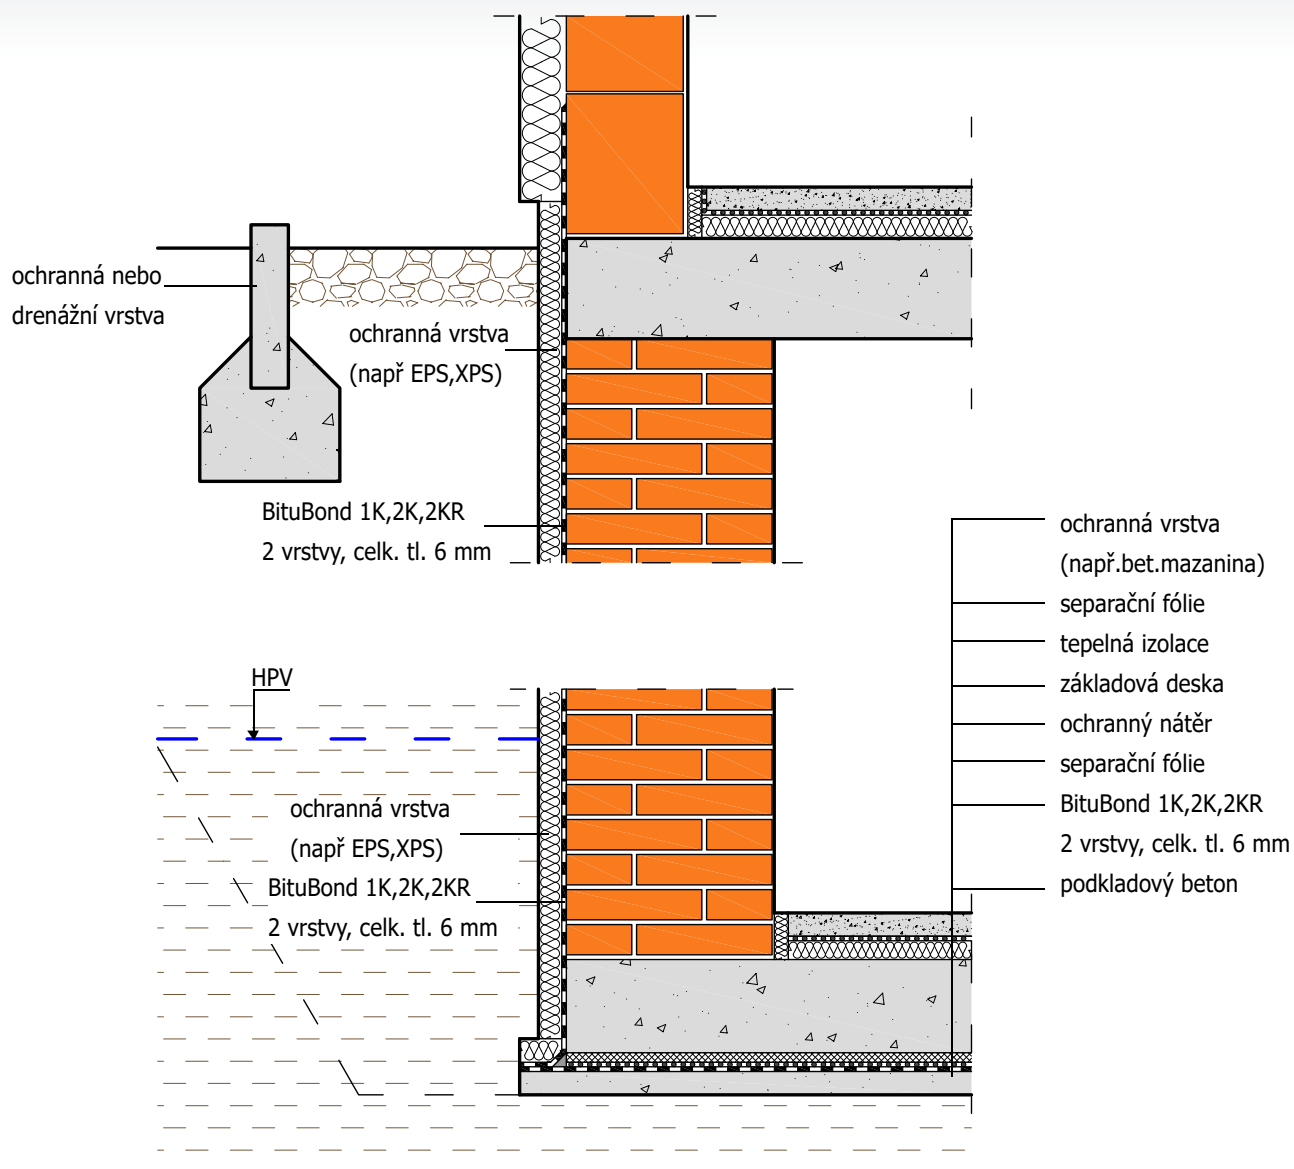 ochranná nebo
drenážní vrstva
ochranná vrstva
(např EPS,XPS)
BituBond 1K,2K,2KR
2 vrstvy, celk. tl. 6 mm
HPV
ochranná vrstva
(např EPS,XPS)
BituBond 1K,2K,2KR
2 vrstvy, celk. tl. 6 mm
ochranná vrstva
(např.bet.mazanina)
separační fólie
tepelná izolace
základová deska
ochranný nátěr
separační fólie
BituBond 1K,2K,2KR
2 vrstvy, celk. tl. 6 mm
podkladový beton